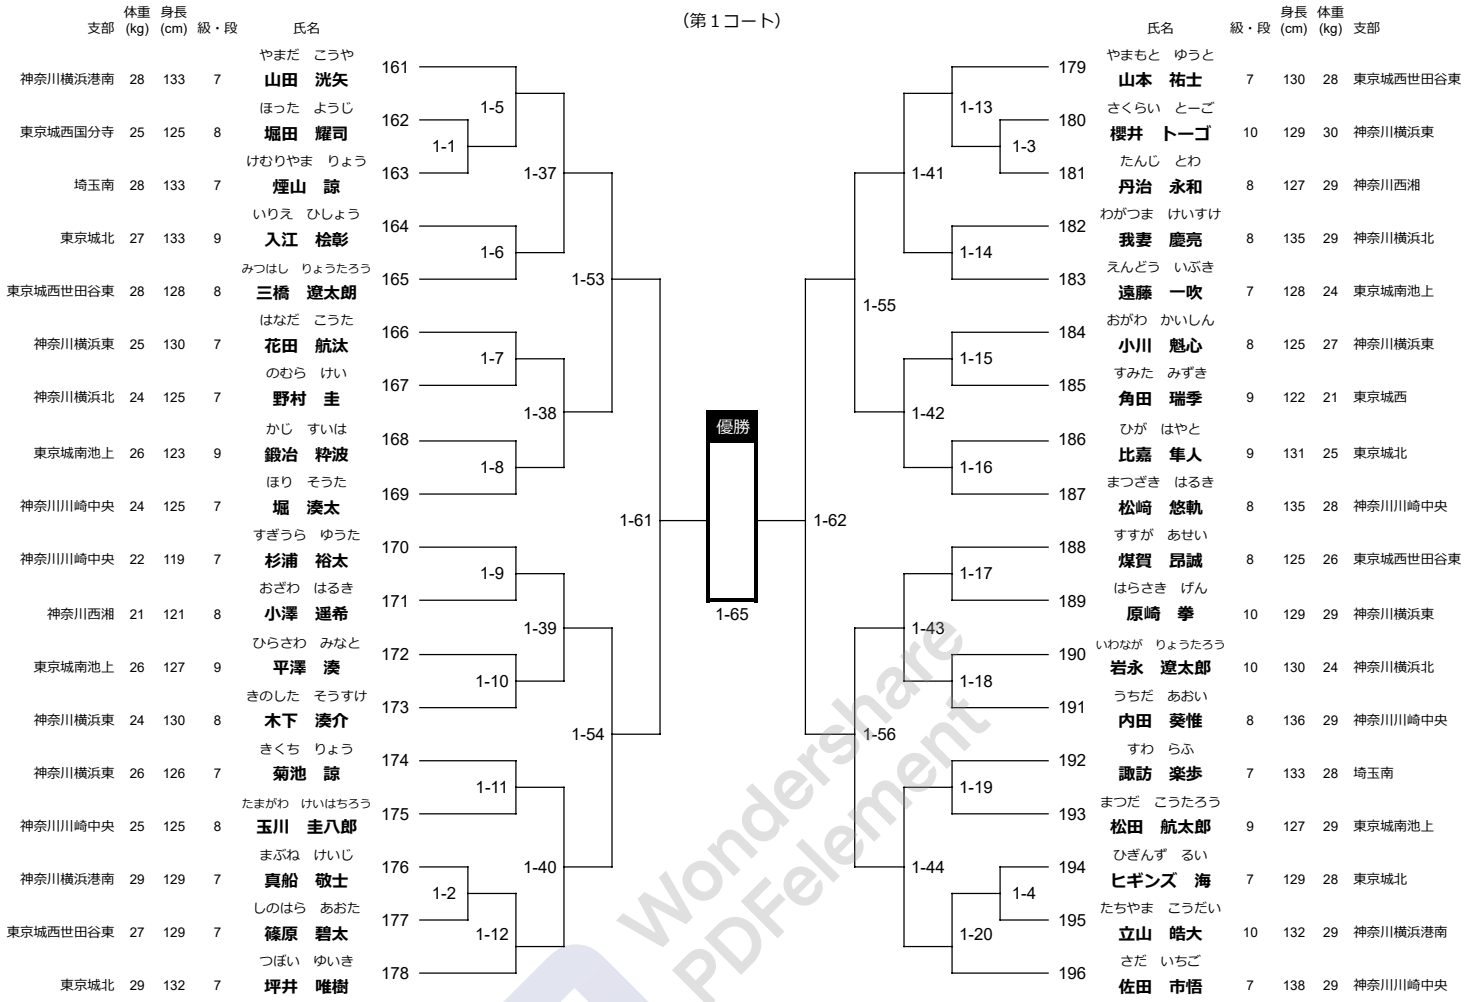 （第１コート）
支部 体重(kg) 身長(cm) 級・段 氏名
やまだ こうや
神奈川横浜港南 28 133 7 山田 洸矢 161
ほった ようじ
東京城西国分寺 25 125 8 堀田 耀司 162
けむりやま りょう
埼玉南 28 133 7 煙山 諒 163
いりえ ひしょう
東京城北 27 133 9 入江 桧彰 164
みつはし りょうたろう
東京城西世田谷東 28 128 8 三橋 遼太朗 165
はなだ こうた
神奈川横浜東 25 130 7 花田 航汰 166
のむら けい
神奈川横浜北 24 125 7 野村 圭 167
かじ すいは
東京城南池上 26 123 9 鍛冶 粋波 168
ほり そうた
神奈川川崎中央 24 125 7 堀 湊太 169
すぎうら ゆうた
神奈川川崎中央 22 119 7 杉浦 裕太 170
おざわ はるき
神奈川西湘 21 121 8 小澤 遥希 171
ひらさわ みなと
東京城南池上 26 127 9 平澤 湊 172
きのした そうすけ
神奈川横浜東 24 130 8 木下 湊介 173
きくち りょう
神奈川横浜東 26 126 7 菊池 諒 174
たまがわ けいはちろう
神奈川川崎中央 25 125 8 玉川 圭八郎 175
まぶね けいじ
神奈川横浜港南 29 129 7 真船 敬士 176
しのはら あおた
東京城西世田谷東 27 129 7 篠原 碧太 177
つぼい ゆいき
東京城北 29 132 7 坪井 唯樹 178
1-1
1-2
1-5
1-6
1-7
1-8
1-9
1-10
1-11
1-12
1-37
1-38
1-39
1-40
1-53
1-54
1-61
優勝
1-65
1-62
1-55
1-56
1-41
1-42
1-43
1-44
1-13
1-14
1-15
1-16
1-17
1-18
1-19
1-20
1-3
1-4
氏名 級・段 身長(cm) 体重(kg) 支部
やまもと ゆうと
179 山本 祐士 7 130 28 東京城西世田谷東
さくらい とーご
180 櫻井 トーゴ 10 129 30 神奈川横浜東
たんじ とわ
181 丹治 永和 8 127 29 神奈川西湘
わがつま けいすけ
182 我妻 慶亮 8 135 29 神奈川横浜北
えんどう いぶき
183 遠藤 一吹 7 128 24 東京城南池上
おがわ かいしん
184 小川 魁心 8 125 27 神奈川横浜東
すみた みずき
185 角田 瑞季 9 122 21 東京城西
ひが はやと
186 比嘉 隼人 9 131 25 東京城北
まつざき はるき
187 松﨑 悠軌 8 135 28 神奈川川崎中央
すすが あせい
188 煤賀 昂誠 8 125 26 東京城西世田谷東
はらさき げん
189 原崎 拳 10 129 29 神奈川横浜東
いわなが りょうたろう
190 岩永 遼太郎 10 130 24 神奈川横浜北
うちだ あおい
191 内田 葵惟 8 136 29 神奈川川崎中央
すわ らふ
192 諏訪 楽歩 7 133 28 埼玉南
まつだ こうたろう
193 松田 航太郎 9 127 29 東京城南池上
ひぎんず るい
194 ヒギンズ 海 7 129 28 東京城北
たちやま こうだい
195 立山 皓大 10 132 29 神奈川横浜港南
さだ いちご
196 佐田 市悟 7 138 29 神奈川川崎中央
Wondershare
PDFelement